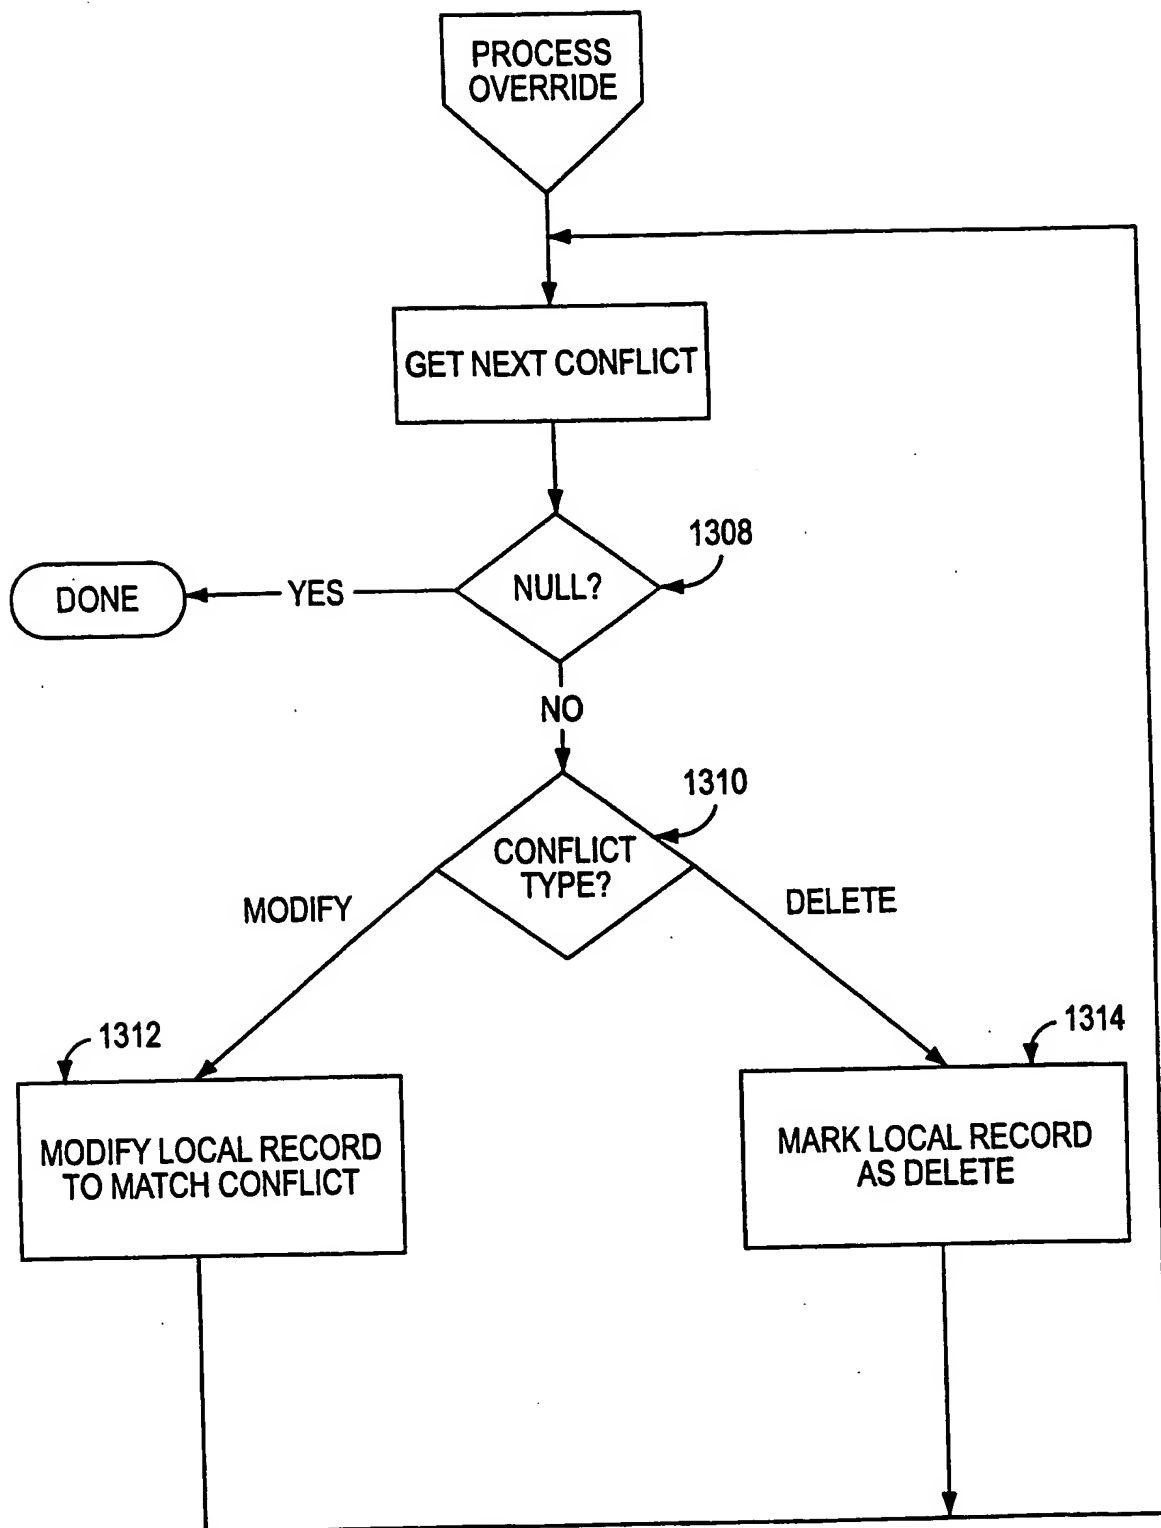 PROCESS
OVERRIDE
GET NEXT CONFLICT
1308
NULL?
YES
DONE
NO
1310
CONFLICT
TYPE?
MODIFY
DELETE
1312
1314
MODIFY LOCAL RECORD
TO MATCH CONFLICT
MARK LOCAL RECORD
AS DELETE